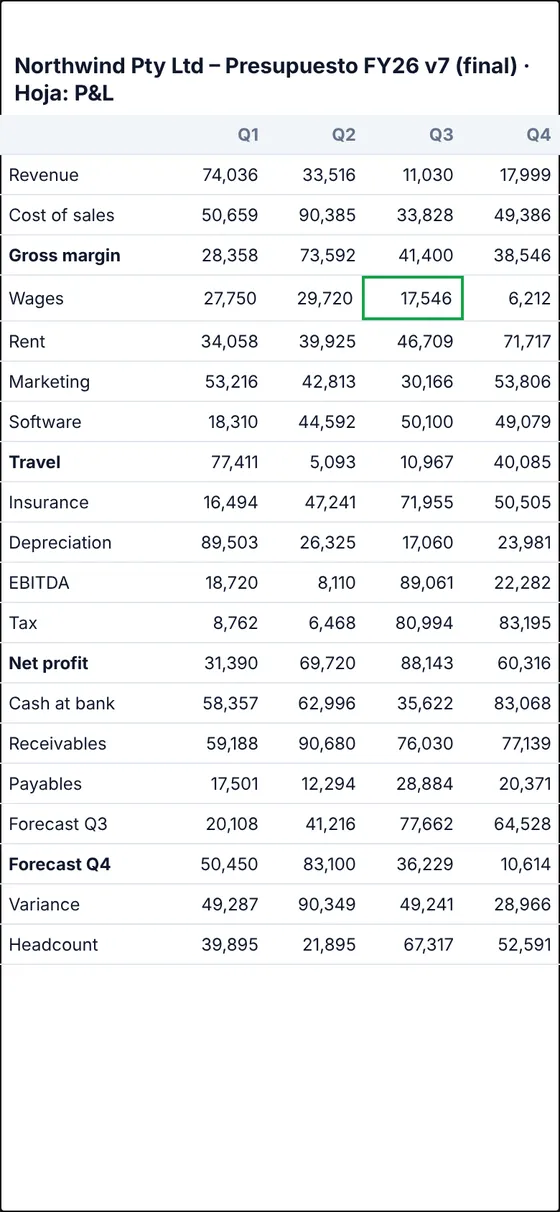 Northwind Pty Ltd – Presupuesto FY26 v7 (final) ·
Hoja: P&L
Q1 Q2 Q3 Q4
Revenue 74,036 33,516 11,030 17,999
Cost of sales 50,659 90,385 33,828 49,386
Gross margin 28,358 73,592 41,400 38,546
Wages 27,750 29,720 17,546 6,212
Rent 34,058 39,925 46,709 71,717
Marketing 53,216 42,813 30,166 53,806
Software 18,310 44,592 50,100 49,079
Travel 77,411 5,093 10,967 40,085
Insurance 16,494 47,241 71,955 50,505
Depreciation 89,503 26,325 17,060 23,981
EBITDA 18,720 8,110 89,061 22,282
Tax 8,762 6,468 80,994 83,195
Net profit 31,390 69,720 88,143 60,316
Cash at bank 58,357 62,996 35,622 83,068
Receivables 59,188 90,680 76,030 77,139
Payables 17,501 12,294 28,884 20,371
Forecast Q3 20,108 41,216 77,662 64,528
Forecast Q4 50,450 83,100 36,229 10,614
Variance 49,287 90,349 49,241 28,966
Headcount 39,895 21,895 67,317 52,591